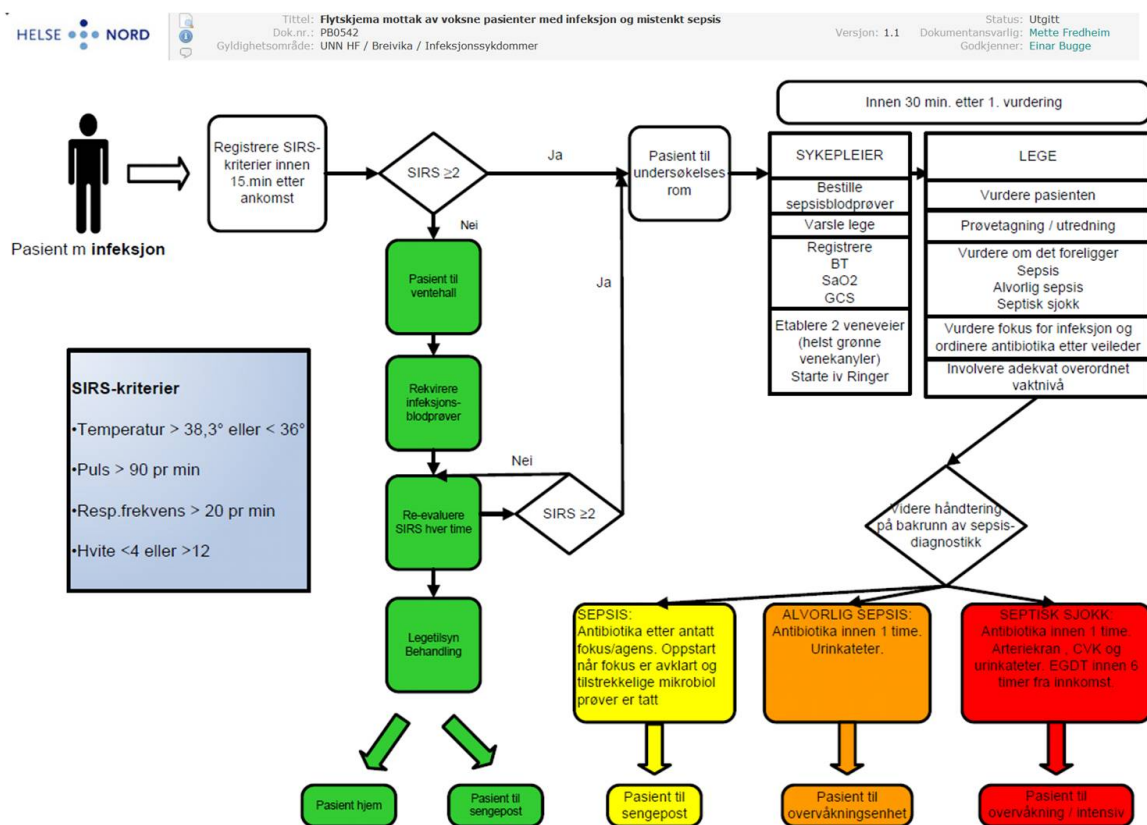 HELSE NORD
Tittel: Flytskjema mottak av voksne pasienter med infeksjon og mistenkt sepsis
Dok.nr.: PB0542
Gyldighetsområde: UNN HF / Breivika / Infeksjonssykdommer
Versjon: 1.1
Status: Utgitt
Dokumentansvarlig: Mette Fredheim
Godkjenner: Einar Bugge
Pasient m infeksjon
Registrere SIRS-
kriterier innen
15.min etter
ankomst
SIRS ≥2
Ja
Nei
Pasient til
undersøkelses
rom
Innen 30 min. etter 1. vurdering
SYKEPLEIER
Bestille
sepsisblodprøver
Varsle lege
Registrere
BT
SaO2
GCS
Etablere 2 veneveier
(helst grønne
venekanyler)
Starte iv Ringer
LEGE
Vurdere pasienten
Prøvetagning / utredning
Vurdere om det foreligger
Sepsis
Alvorlig sepsis
Septisk sjokk
Vurdere fokus for infeksjon og
ordinere antibiotika etter veileder
Involvere adekvat overordnet
vaktnivå
Pasient til
ventehall
Rekvirere
infeksjons-
blodprøver
Re-evaluere
SIRS hver time
Nei
SIRS ≥2
Ja
Legetilsyn
Behandling
Pasient hjem
Pasient til
sengepost
SIRS-kriterier
•Temperatur > 38,3° eller < 36°
•Puls > 90 pr min
•Resp.frekvens > 20 pr min
•Hvite <4 eller >12
Videre håndtering
på bakrunn av sepsis-
diagnostikk
SEPSIS:
Antibiotika etter antatt
fokus/agens. Oppstart
når fokus er avklart og
tilstrekkelige mikrobiol
prøver er tatt
Pasient til
sengepost
ALVORLIG SEPSIS:
Antibiotika innen 1 time.
Urinkateter.
Pasient til
overvåkningsenhet
SEPTISK SJOKK:
Antibiotika innen 1 time.
Arteriekran , CVK og
urinkateter. EGDT innen 6
timer fra innkomst.
Pasient til
overvåkning / intensiv